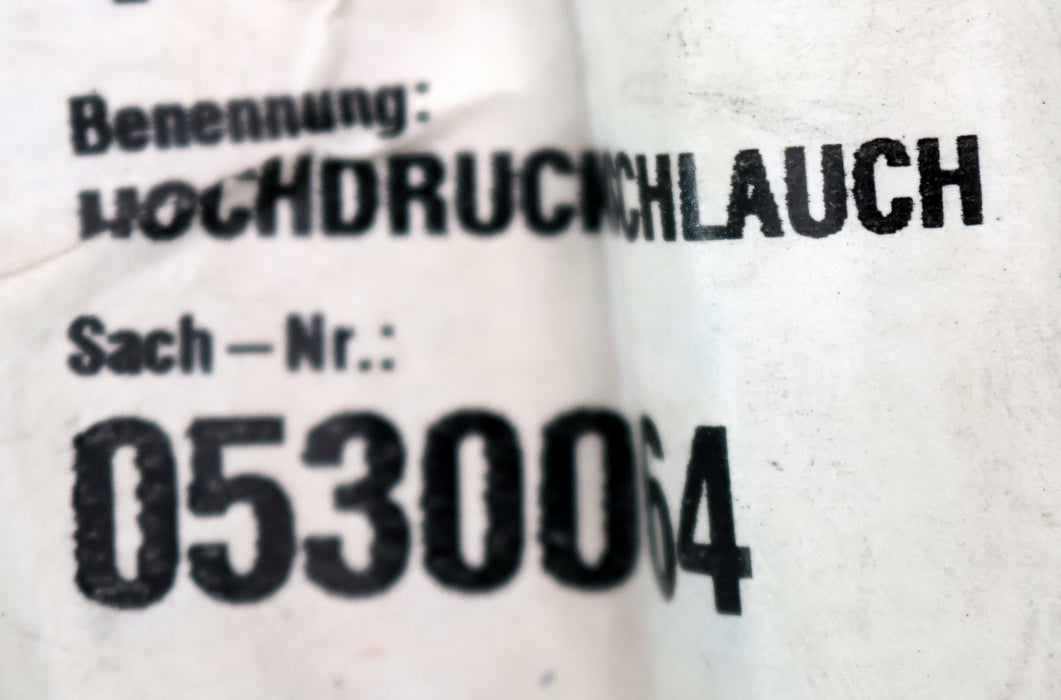 Benennung:
HOCHDRUCKSCHLAUCH
Sach-Nr.:
0530064